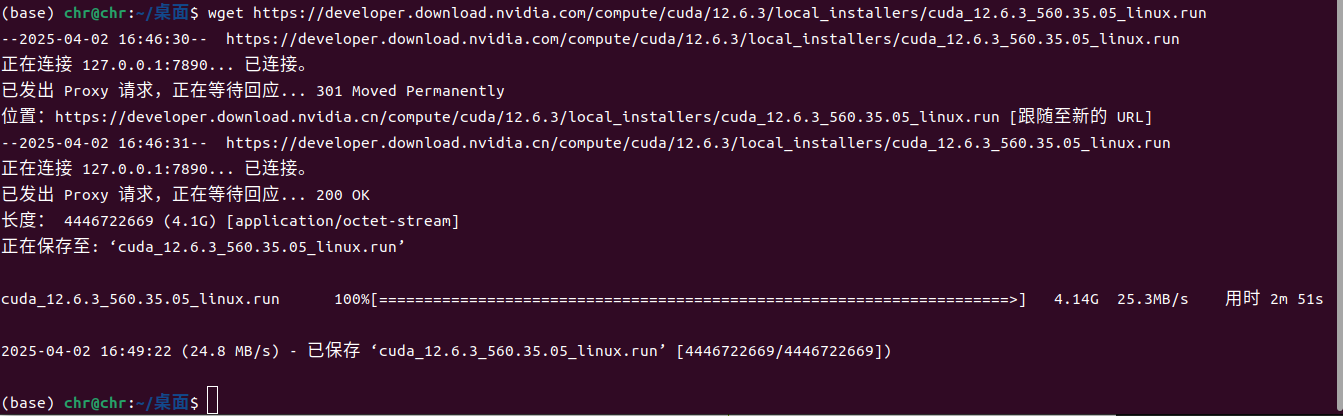 (base) chr@chr:~/桌面$ wget https://developer.download.nvidia.com/compute/cuda/12.6.3/local_installers/cuda_12.6.3_560.35.05_linux.run
--2025-04-02 16:46:30--  https://developer.download.nvidia.com/compute/cuda/12.6.3/local_installers/cuda_12.6.3_560.35.05_linux.run
正在连接 127.0.0.1:7890... 已连接。
已发出 Proxy 请求，正在等待回应... 301 Moved Permanently
位置：https://developer.download.nvidia.cn/compute/cuda/12.6.3/local_installers/cuda_12.6.3_560.35.05_linux.run [跟随至新的 URL]
--2025-04-02 16:46:31--  https://developer.download.nvidia.cn/compute/cuda/12.6.3/local_installers/cuda_12.6.3_560.35.05_linux.run
正在连接 127.0.0.1:7890... 已连接。
已发出 Proxy 请求，正在等待回应... 200 OK
长度： 4446722669 (4.1G) [application/octet-stream]
正在保存至: ‘cuda_12.6.3_560.35.05_linux.run’
cuda_12.6.3_560.35.05_linux.run      100%[======================================================================>]   4.14G  25.3MB/s    用时 2m 51s
2025-04-02 16:49:22 (24.8 MB/s) - 已保存 ‘cuda_12.6.3_560.35.05_linux.run’ [4446722669/4446722669])
(base) chr@chr:~/桌面$